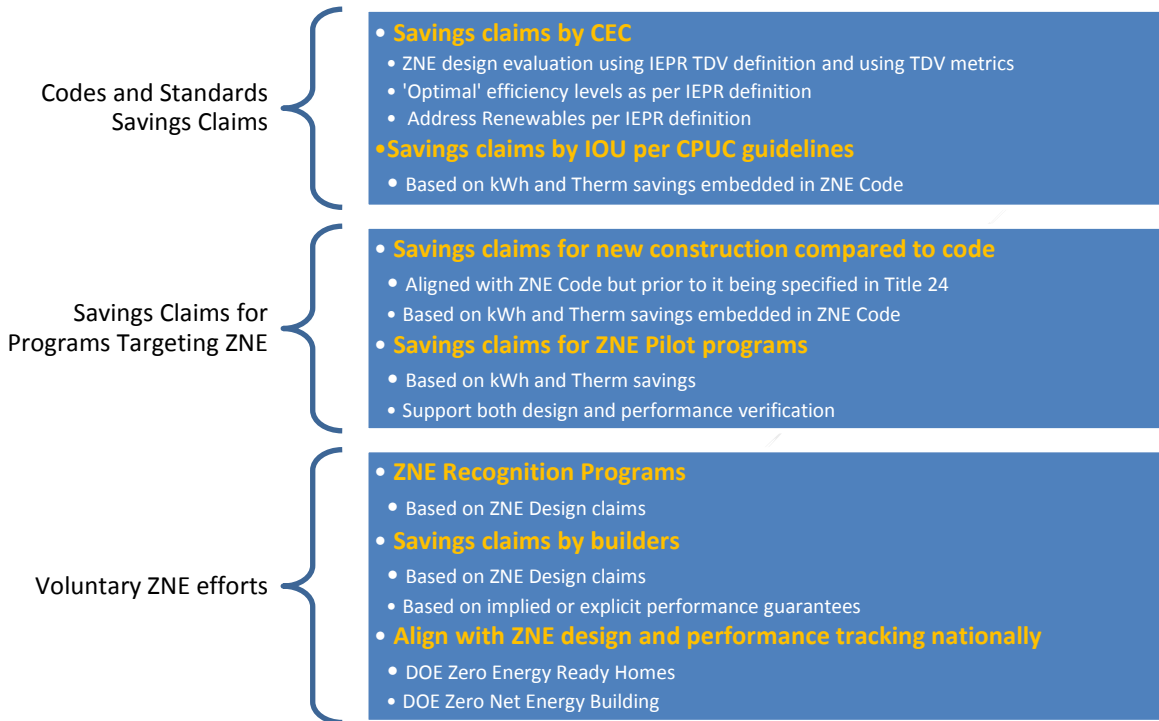 Codes and Standards
Savings Claims
• Savings claims by CEC
• ZNE design evaluation using IEPR TDV definition and using TDV metrics
• 'Optimal' efficiency levels as per IEPR definition
• Address Renewables per IEPR definition
•Savings claims by IOU per CPUC guidelines
• Based on kWh and Therm savings embedded in ZNE Code
Savings Claims for
Programs Targeting ZNE
• Savings claims for new construction compared to code
• Aligned with ZNE Code but prior to it being specified in Title 24
• Based on kWh and Therm savings embedded in ZNE Code
• Savings claims for ZNE Pilot programs
• Based on kWh and Therm savings
• Support both design and performance verification
Voluntary ZNE efforts
• ZNE Recognition Programs
• Based on ZNE Design claims
• Savings claims by builders
• Based on ZNE Design claims
• Based on implied or explicit performance guarantees
• Align with ZNE design and performance tracking nationally
• DOE Zero Energy Ready Homes
• DOE Zero Net Energy Building